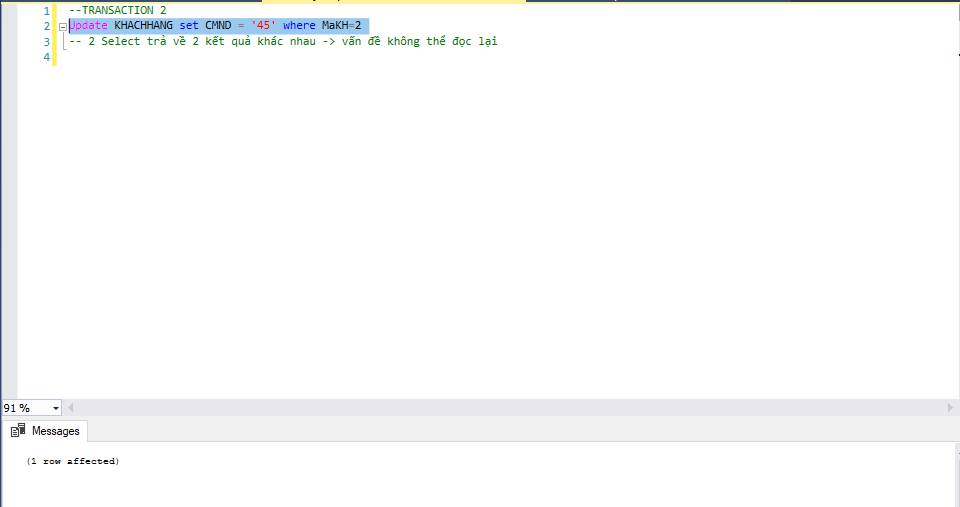 1 --TRANSACTION 2
2 Update KHACHHANG set CMND = '45' where MaKH=2
3 -- 2 Select trả về 2 kết quả khác nhau -> vấn đề không thể đọc lại
4
91 %
Messages
(1 row affected)